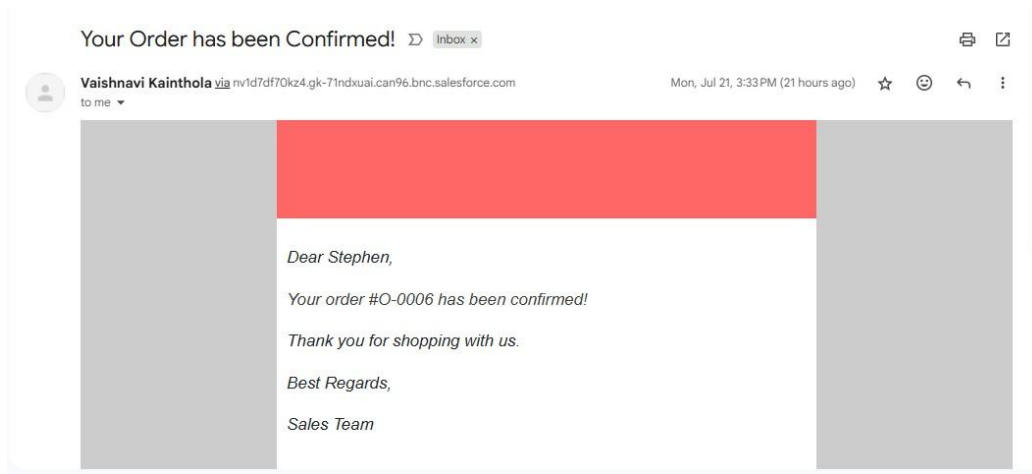 Your Order has been Confirmed! Inbox x
Vaishnavi Kainthola via nv1d7df70kz4.gk-71ndxuai.can96.bnc.salesforce.com Mon, Jul 21, 3:33 PM (21 hours ago)
to me
Dear Stephen,
Your order #O-0006 has been confirmed!
Thank you for shopping with us.
Best Regards,
Sales Team